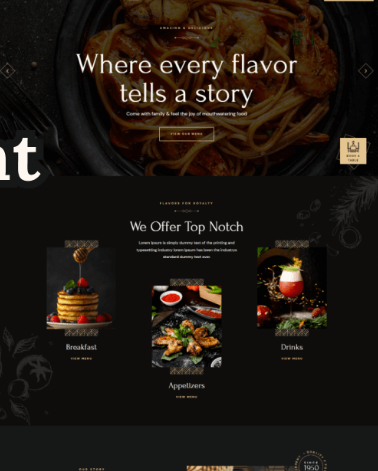 AMAZING & DELICIOUS
Where every flavor
tells a story
Come with family & feel the joy of mouthwatering food
VIEW OUR MENU
BOOK A
TABLE
nt
FLAVORS FOR ROYALTY
We Offer Top Notch
Lorem Ipsum is simply dummy text of the printing and
typesetting industry lorem Ipsum has been the industrys
standard dummy text ever.
Breakfast
VIEW MENU
Appetizers
VIEW MENU
Drinks
VIEW MENU
OUR STORY
SINCE
1950